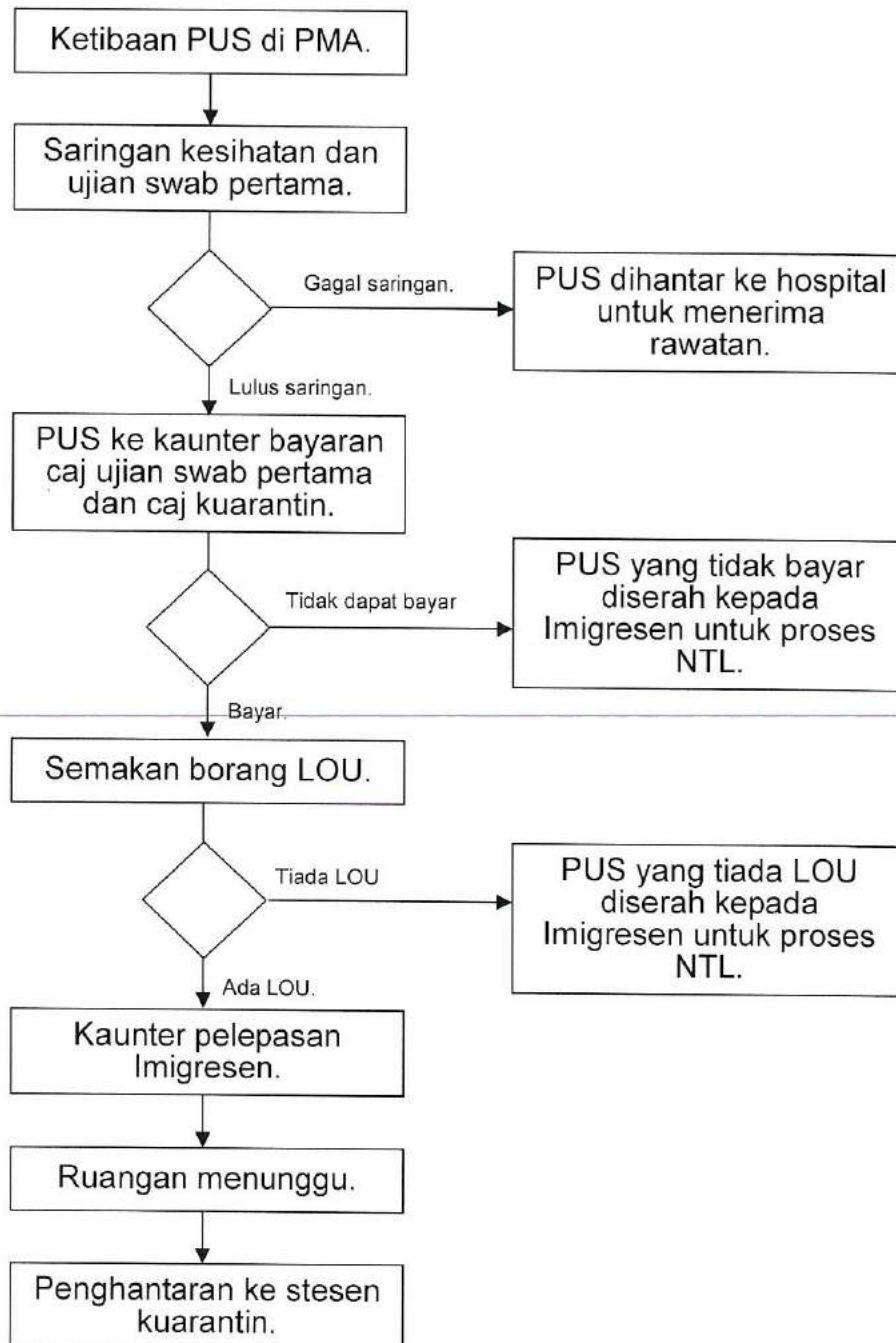 Ketibaan PUS di PMA.
Saringan kesihatan dan
ujian swab pertama.
Gagal saringan.
PUS dihantar ke hospital
untuk menerima
rawatan.
Lulus saringan.
PUS ke kaunter bayaran
caj ujian swab pertama
dan caj kuarantin.
Tidak dapat bayar
PUS yang tidak bayar
diserah kepada
Imigresen untuk proses
NTL.
Bayar.
Semakan borang LOU.
Tiada LOU
PUS yang tiada LOU
diserah kepada
Imigresen untuk proses
NTL.
Ada LOU.
Kaunter pelepasan
Imigresen.
Ruangan menunggu.
Penghantaran ke stesen
kuarantin.